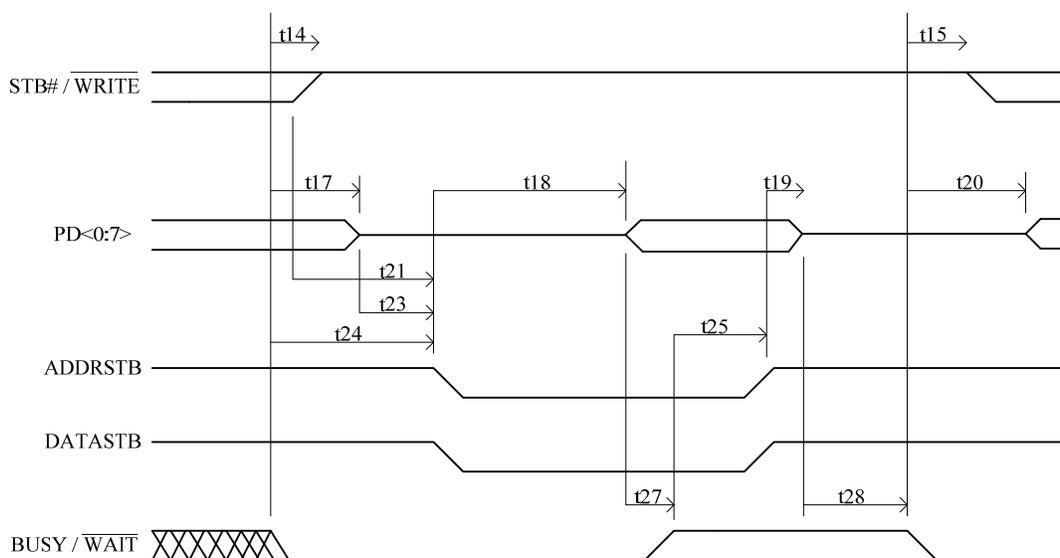 t14
t15
STB# / WRITE
t17
t18
t19
t20
PD<0:7>
t21
t23
t24
t25
ADDRSTB
DATASTB
t27
t28
BUSY / WAIT